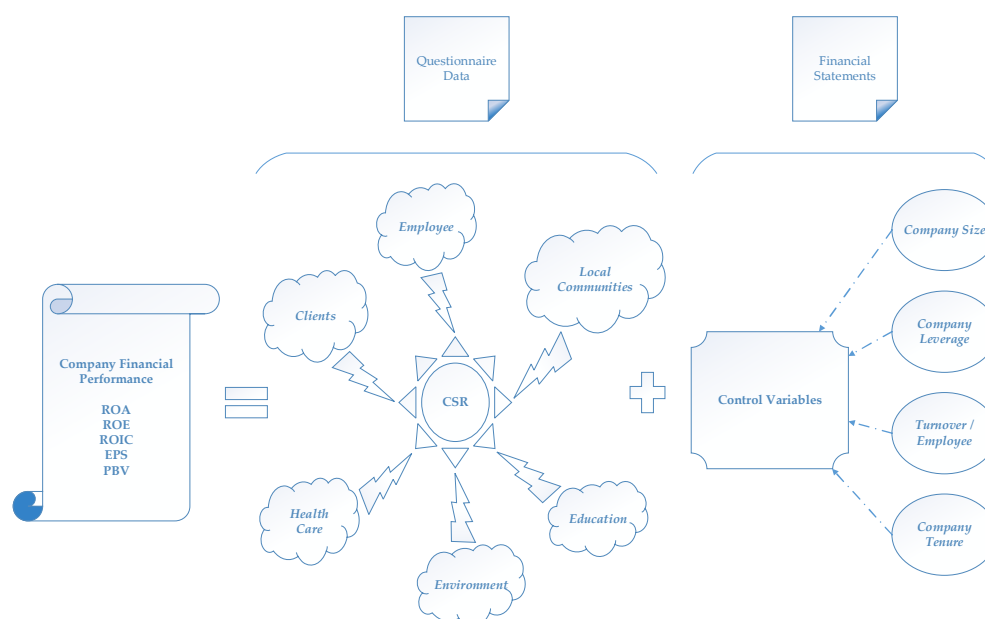 Questionnaire
Data
Financial
Statements
Employee
Local
Communities
Clients
Company Size
Company
Leverage
Company Financial
Performance
ROA
ROE
ROIC
EPS
PBV
CSR
Control Variables
Turnover /
Employee
Health
Care
Education
Company
Tenure
Environment